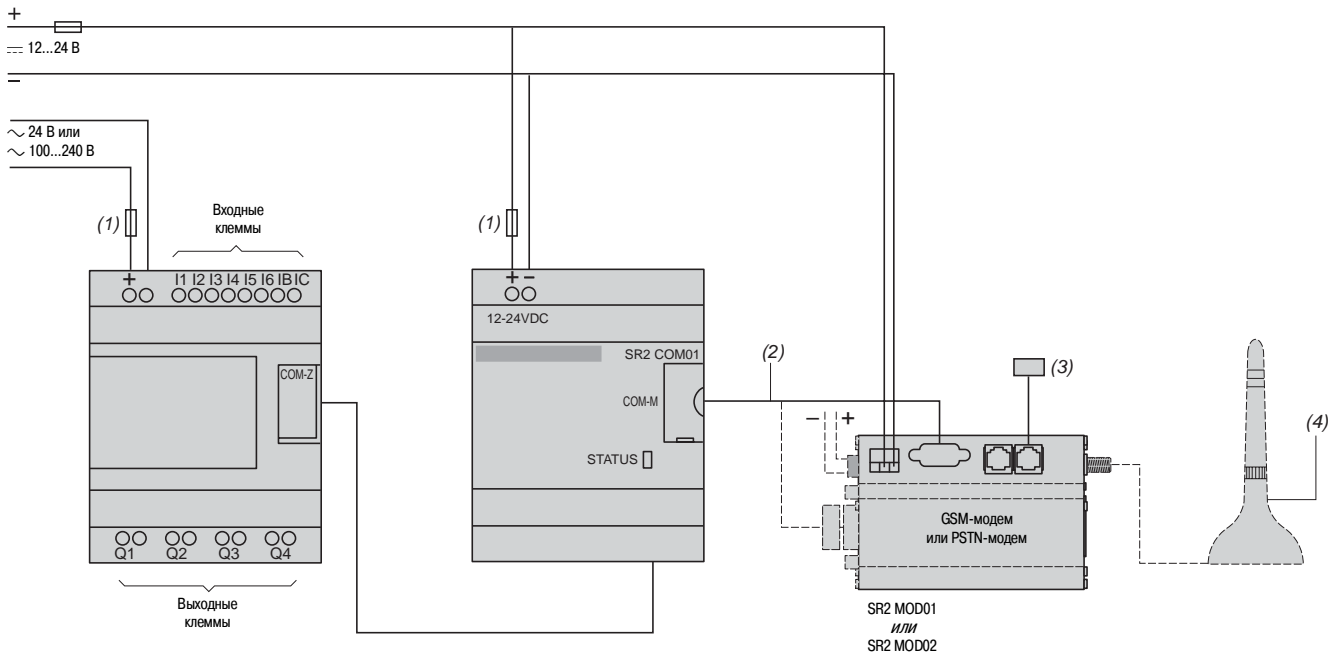 +
12...24 В
−
~ 24 В или
~ 100...240 В
(1)
Входные
клеммы
(1)
+
I1 I2 I3 I4 I5 I6 IB IC
+ −
12-24VDC
SR2 COM01
COM-Z
COM-M
STATUS
(2)
(3)
(4)
− +
GSM-модем
или PSTN-модем
Q1 Q2 Q3 Q4
Выходные
клеммы
SR2 MOD01
или
SR2 MOD02